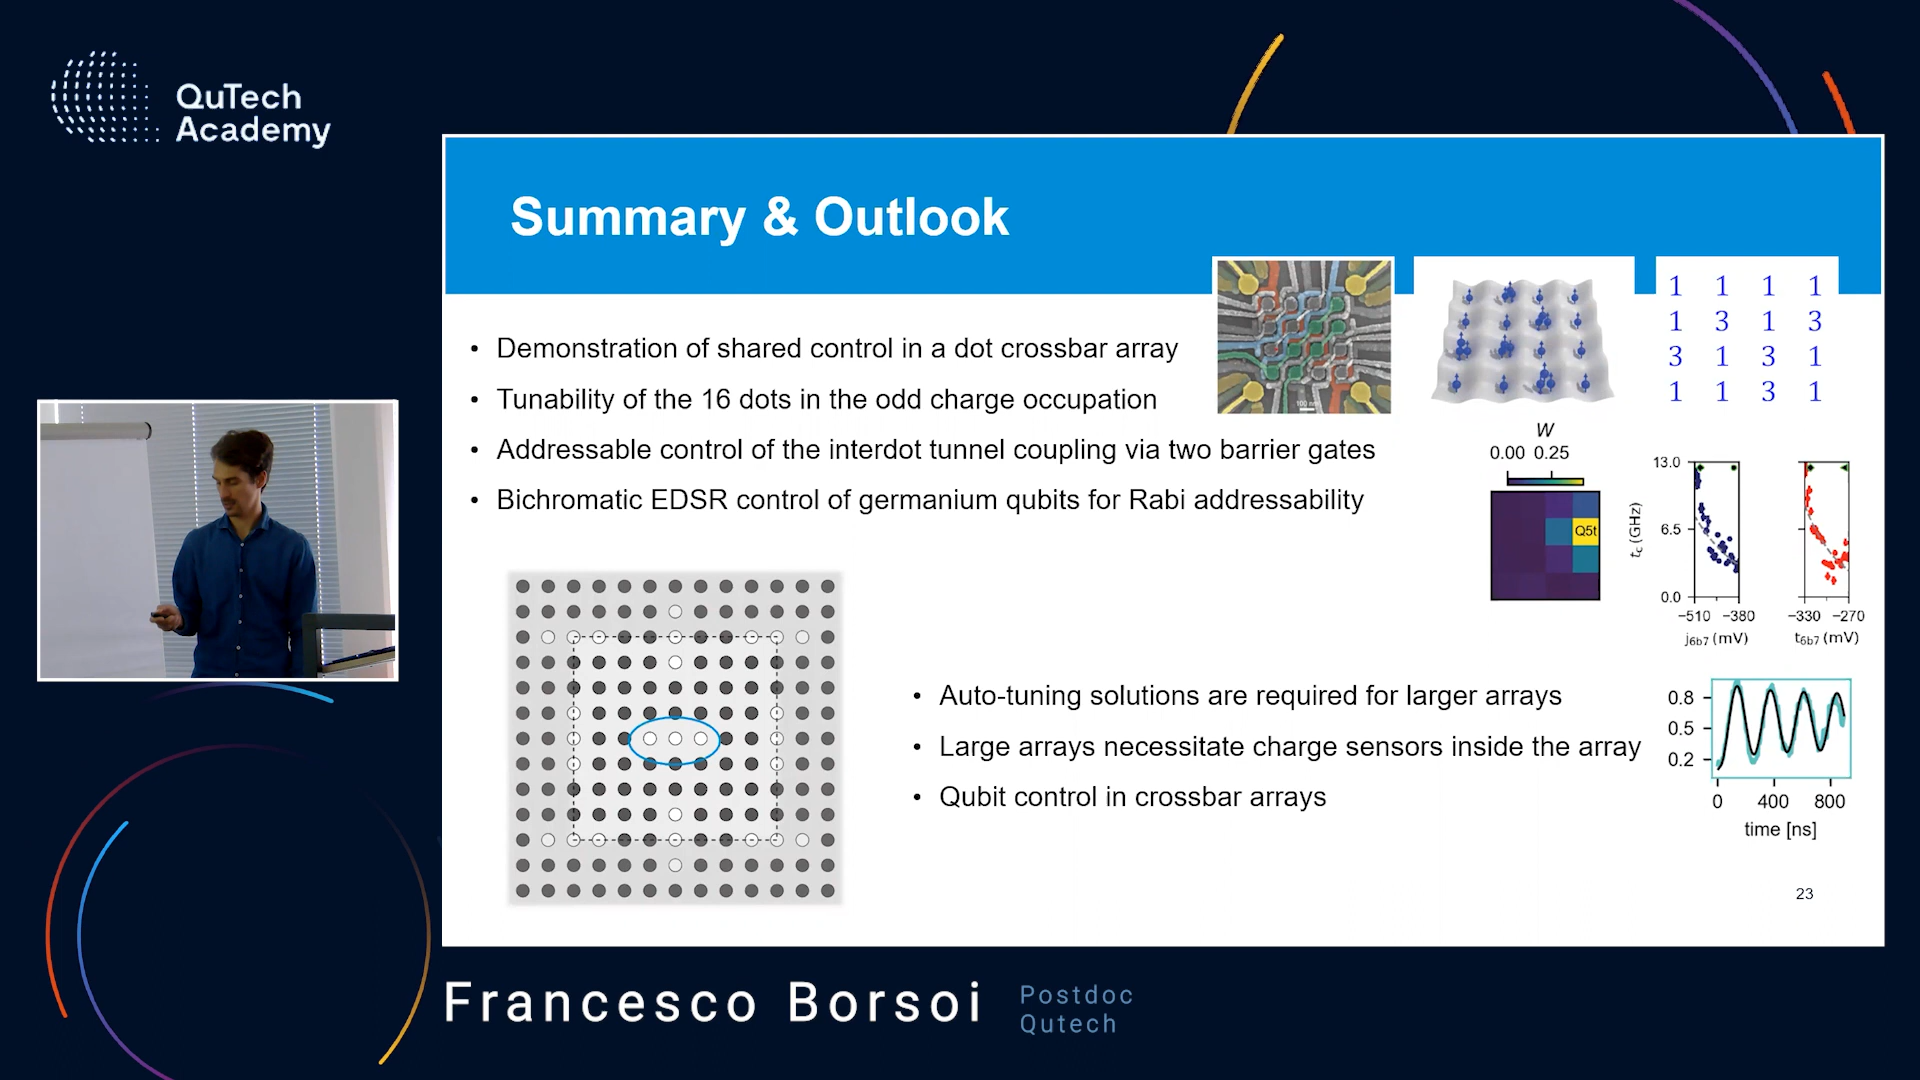 QuTech
Academy
Summary & Outlook
• Demonstration of shared control in a dot crossbar array
• Tunability of the 16 dots in the odd charge occupation
• Addressable control of the interdot tunnel coupling via two barrier gates
• Bichromatic EDSR control of germanium qubits for Rabi addressability
100 nm
1 1 1 1
1 3 1 3
3 1 3 1
1 1 3 1
W
0.00 0.25
Q5t
tc (GHz)
13.0
6.5
0.0
−510 −380
j6b7 (mV)
−330 −270
t6b7 (mV)
• Auto-tuning solutions are required for larger arrays
• Large arrays necessitate charge sensors inside the array
• Qubit control in crossbar arrays
0.8
0.5
0.2
0 400 800
time [ns]
23
Francesco Borsoi
Postdoc
Qutech